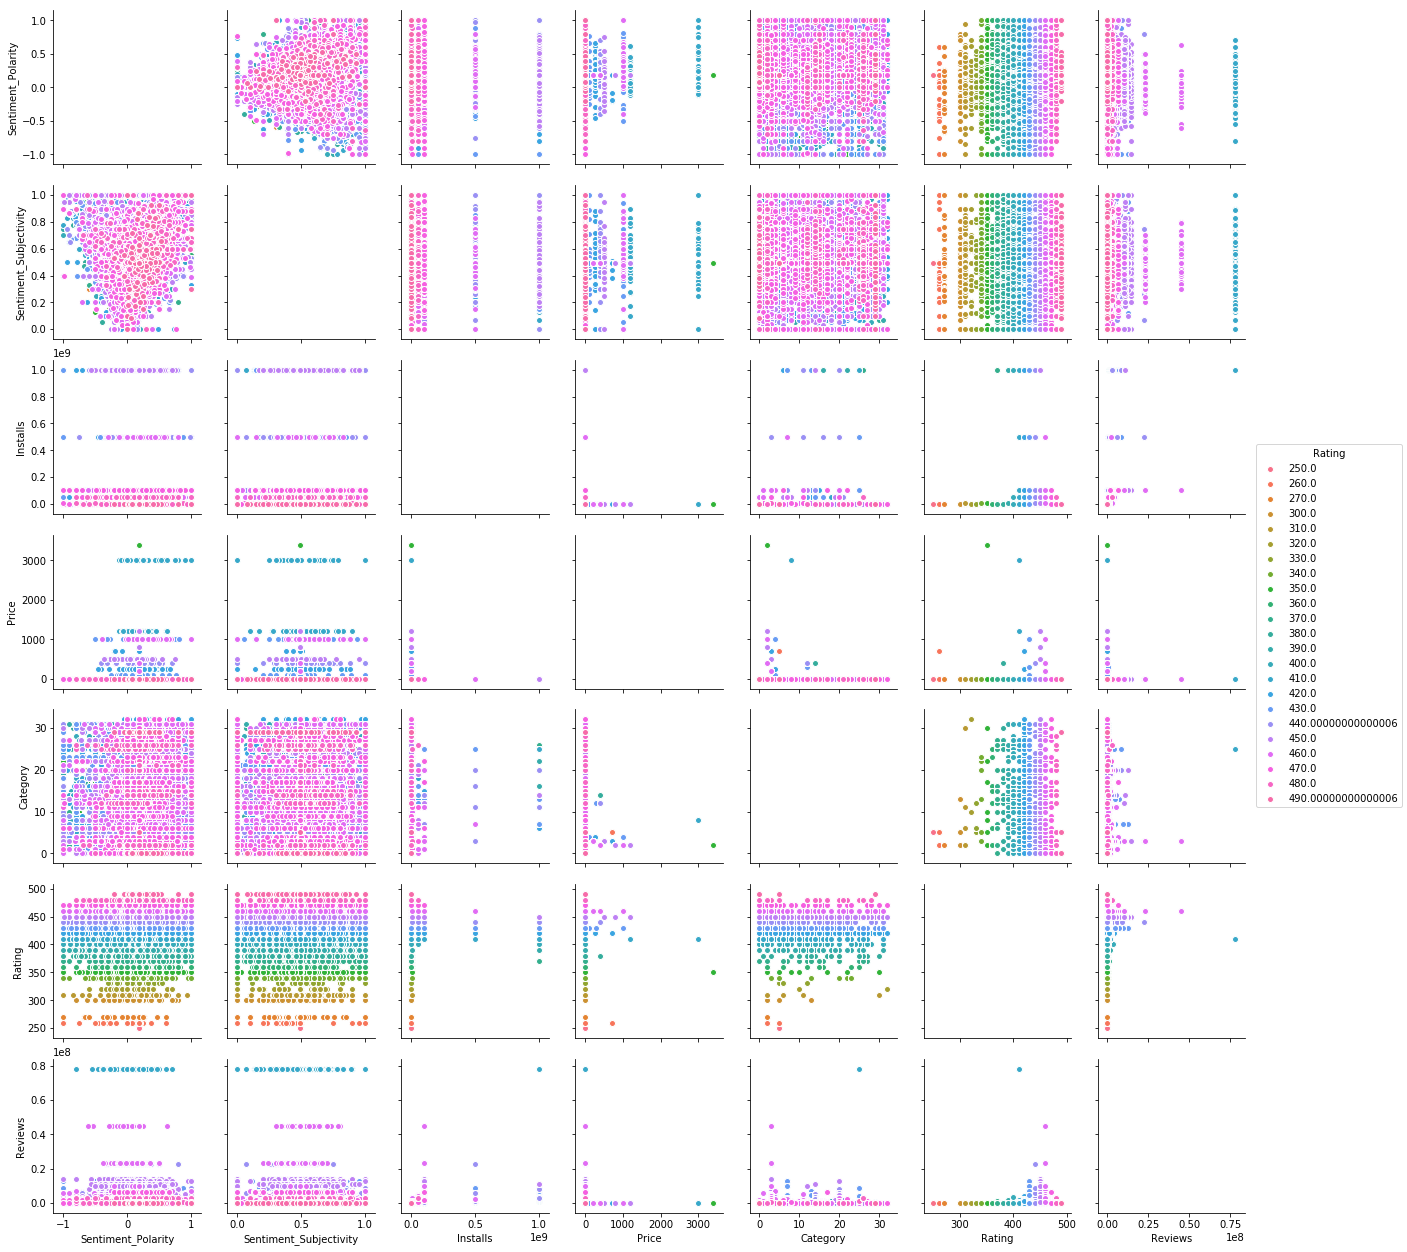 1.0
0.5
0.0
−0.5
−1.0
Sentiment_Polarity
1.0
0.8
0.6
0.4
0.2
0.0
Sentiment_Subjectivity
1e9
1.0
0.8
0.6
0.4
0.2
0.0
Installs
3000
2000
1000
0
Price
30
20
10
0
Category
500
450
400
350
300
250
Rating
1e8
0.8
0.6
0.4
0.2
0.0
Reviews
−1 0 1
Sentiment_Polarity
0.0 0.5 1.0
Sentiment_Subjectivity
0.0 0.5 1.0
1e9
Installs
0 1000 2000 3000
Price
0 10 20 30
Category
300 400 500
Rating
0.00 0.25 0.50 0.75
1e8
Reviews
Rating
250.0
260.0
270.0
300.0
310.0
320.0
330.0
340.0
350.0
360.0
370.0
380.0
390.0
400.0
410.0
420.0
430.0
440.00000000000006
450.0
460.0
470.0
480.0
490.00000000000006